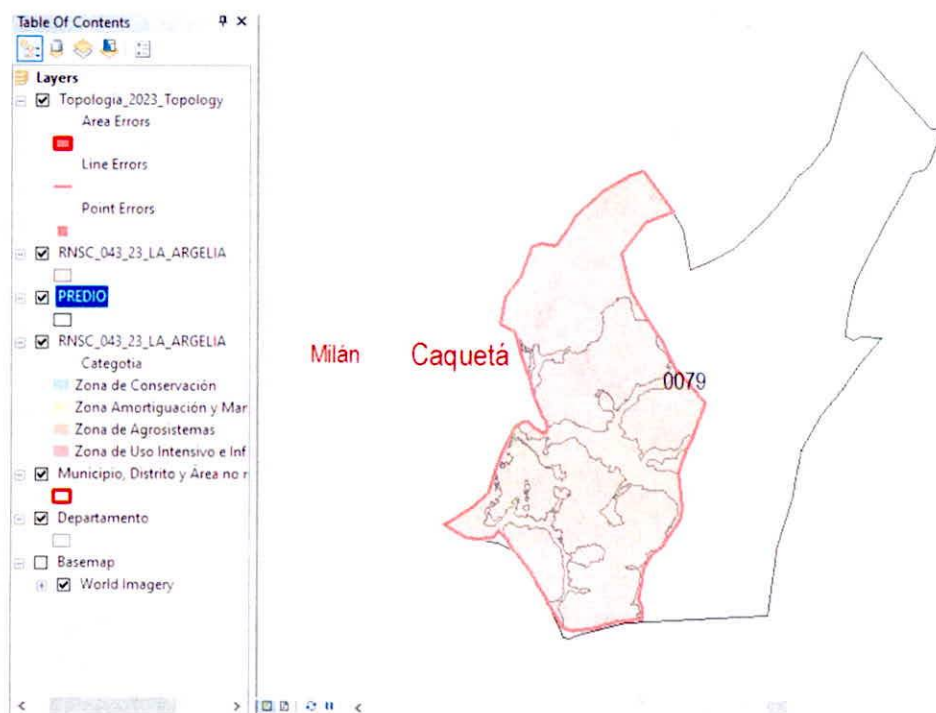 Table Of Contents
Layers
Topologia_2023_Topology
Area Errors
Line Errors
Point Errors
RNSC_043_23_LA_ARGELIA
PREDIO
RNSC_043_23_LA_ARGELIA
Categotia
Zona de Conservación
Zona Amortiguación y Mar
Zona de Agrosistemas
Zona de Uso Intensivo e Inf
Municipio, Distrito y Área no r
Departamento
Basemap
World Imagery
Milán
Caquetá
0079